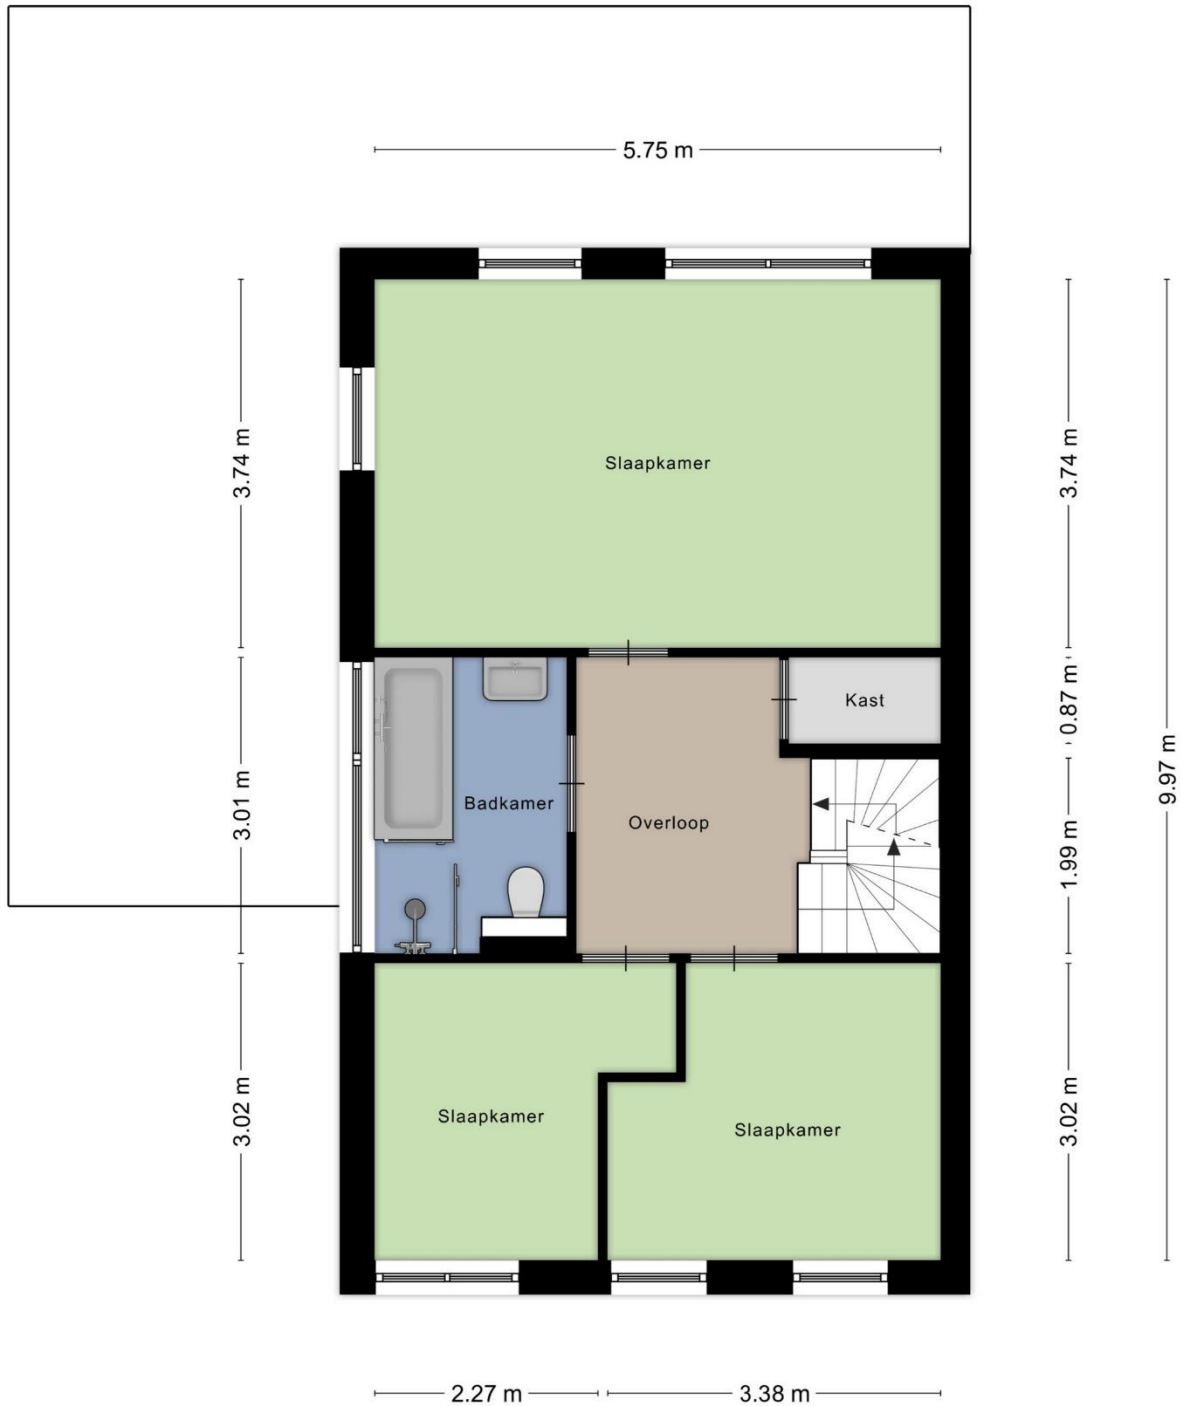 5.75 m
3.74 m
Slaapkamer
3.74 m
Kast
0.87 m
9.97 m
3.01 m
Badkamer
Overloop
1.99 m
3.02 m
Slaapkamer
Slaapkamer
3.02 m
2.27 m
3.38 m